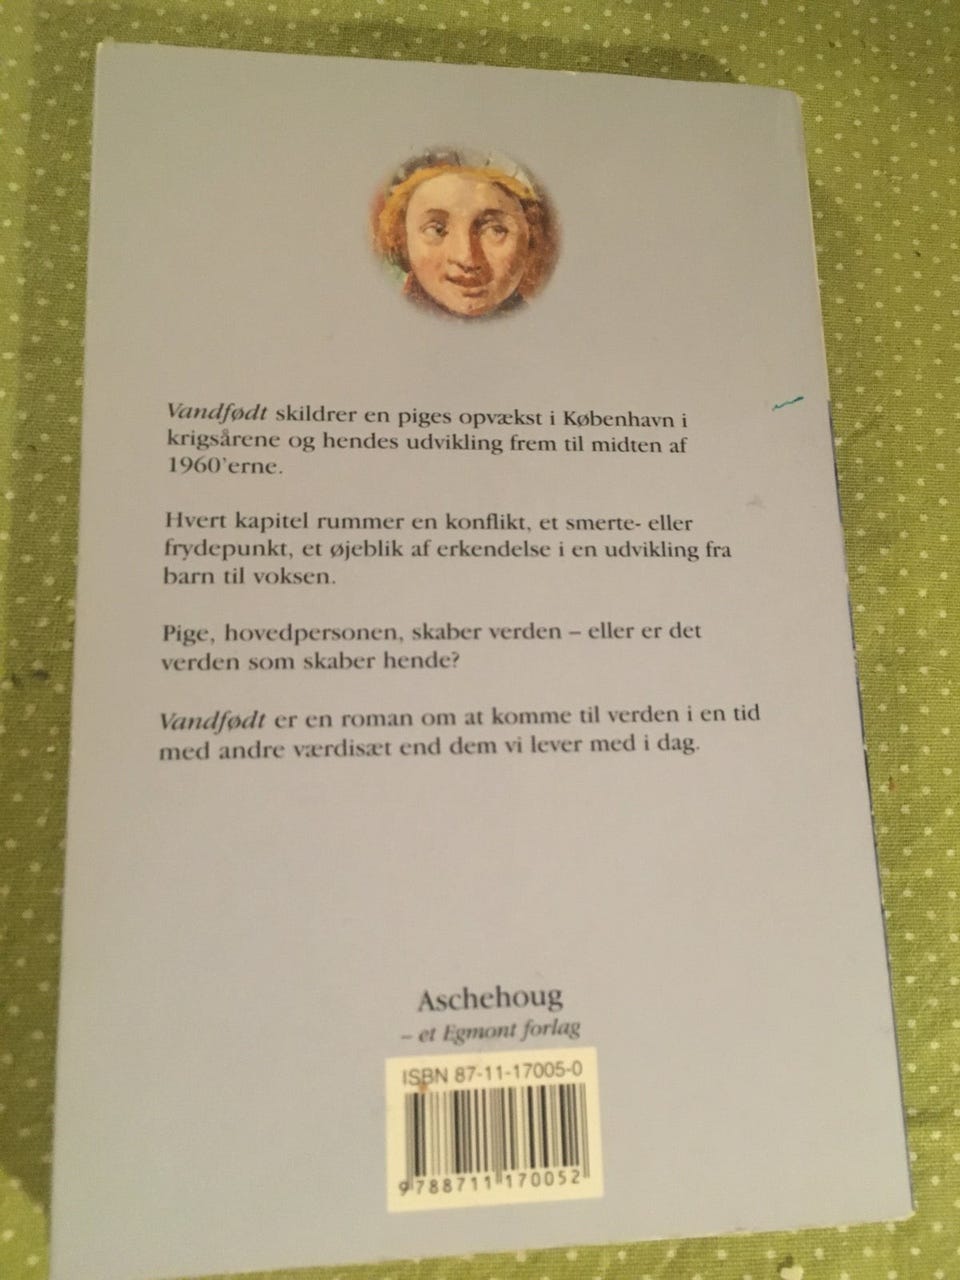 Vandfødt skildrer en piges opvækst i København i
krigsårene og hendes udvikling frem til midten af
1960'erne.
Hvert kapitel rummer en konflikt, et smerte- eller
frydepunkt, et øjeblik af erkendelse i en udvikling fra
barn til voksen.
Pige, hovedpersonen, skaber verden – eller er det
verden som skaber hende?
Vandfødt er en roman om at komme til verden i en tid
med andre værdisæt end dem vi lever med i dag.
Aschehoug
– et Egmont forlag
ISBN 87-11-17005-0
9 788711 170052